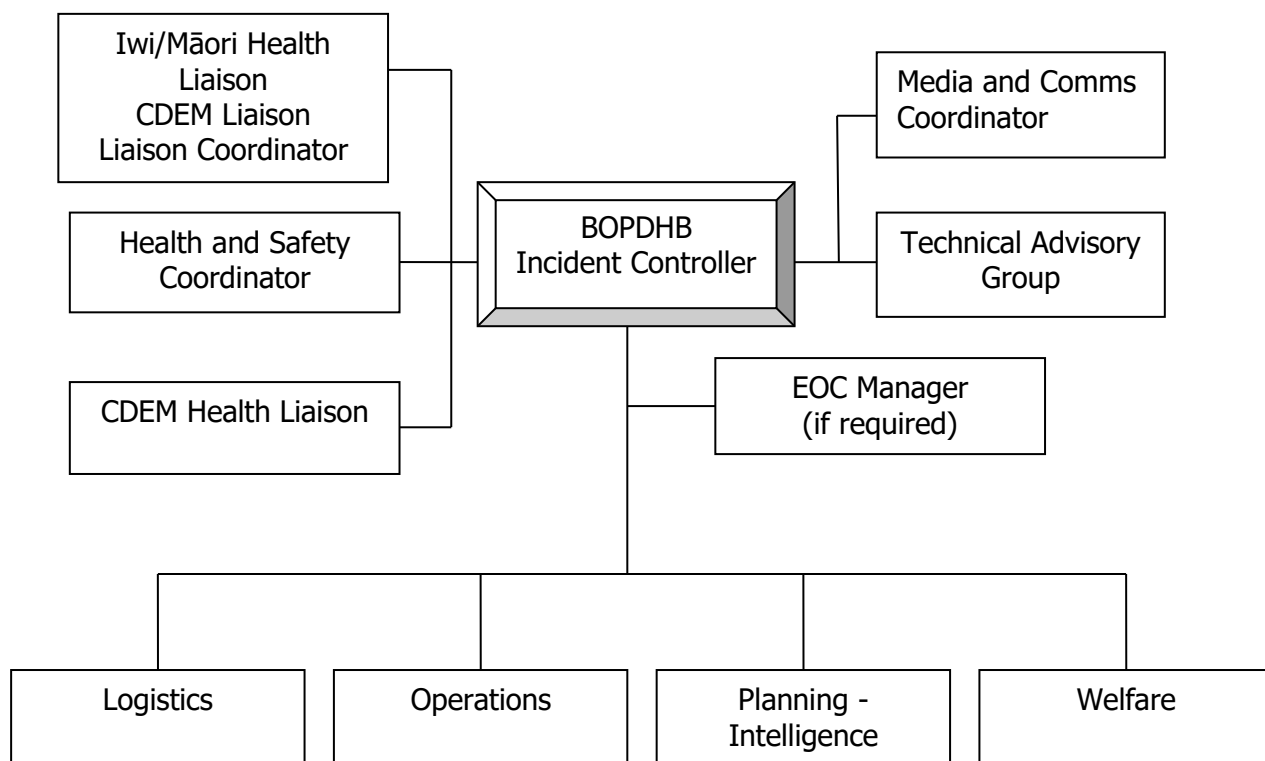 Iwi/Māori Health
Liaison
CDEM Liaison
Liaison Coordinator
Media and Comms
Coordinator
Health and Safety
Coordinator
BOPDHB
Incident Controller
Technical Advisory
Group
CDEM Health Liaison
EOC Manager
(if required)
Logistics
Operations
Planning -
Intelligence
Welfare